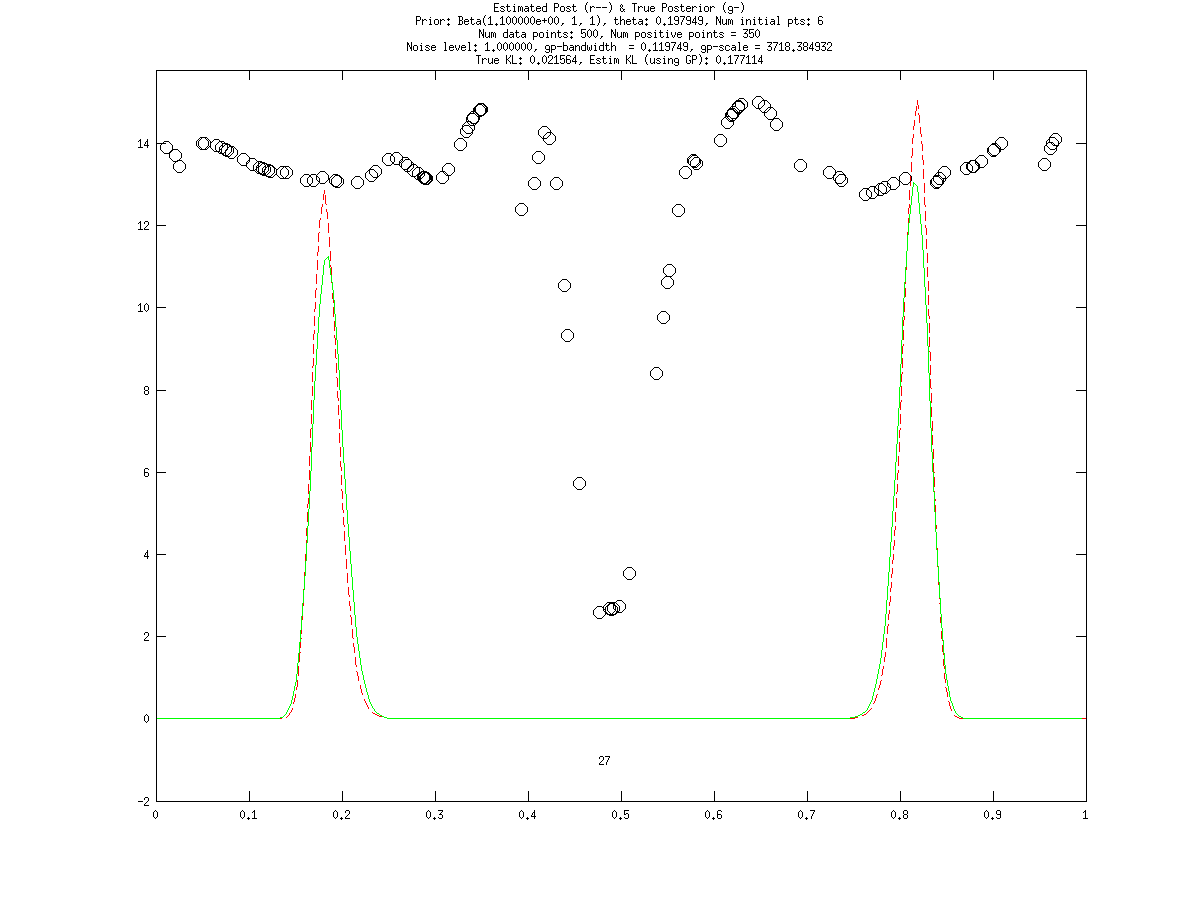 Estimated Post (r--) & True Posterior (g-)
Prior: Beta(1.100000e+00, 1, 1), theta: 0.197949, Num initial pts: 6
Num data points: 500, Num positive points = 350
Noise level: 1.000000, gp-bandwidth  = 0.119749, gp-scale = 3718.384932
True KL: 0.021564, Estim KL (using GP): 0.177114
14
12
10
8
6
4
2
0
27
-2
0 0.1 0.2 0.3 0.4 0.5 0.6 0.7 0.8 0.9 1